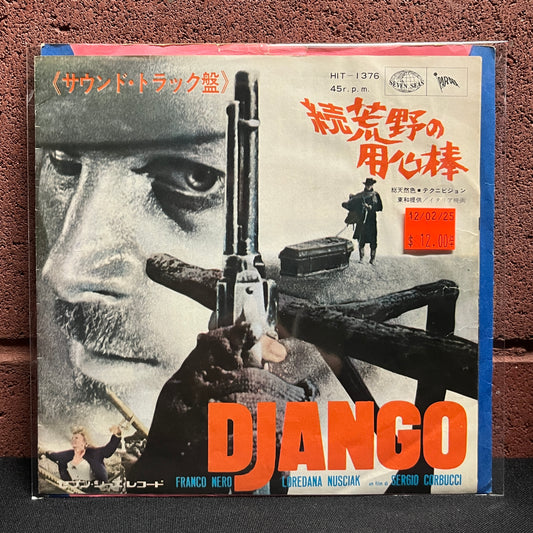 《サウンド・トラック盤》
HIT-1376
45r.p.m.
SEVEN SEAS
続荒野の
用心棒
総天然色■テクニビジョン
東和提供/イタリア映画
12/02/25
$ 12.00
DJANGO
セブン・シーズ・レコード
FRANCO NERO
LOREDANA NUSCIAK
un film di SERGIO CORBUCCI